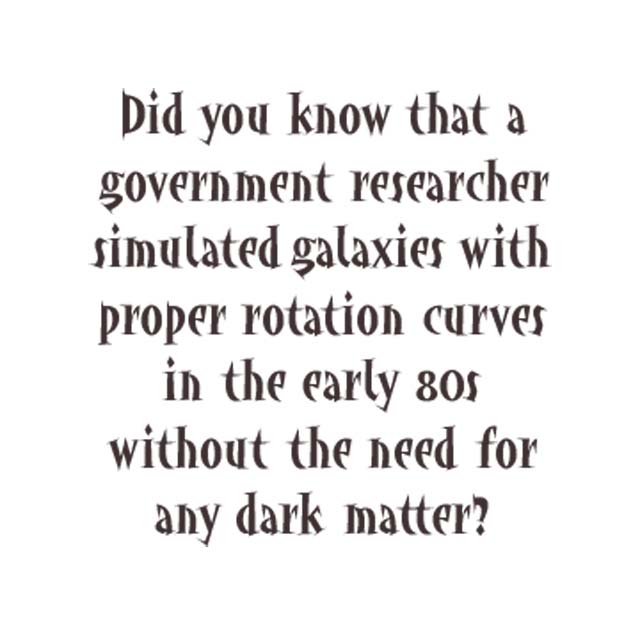 Did you know that a
government researcher
simulated galaxies with
proper rotation curves
in the early 80s
without the need for
any dark matter?